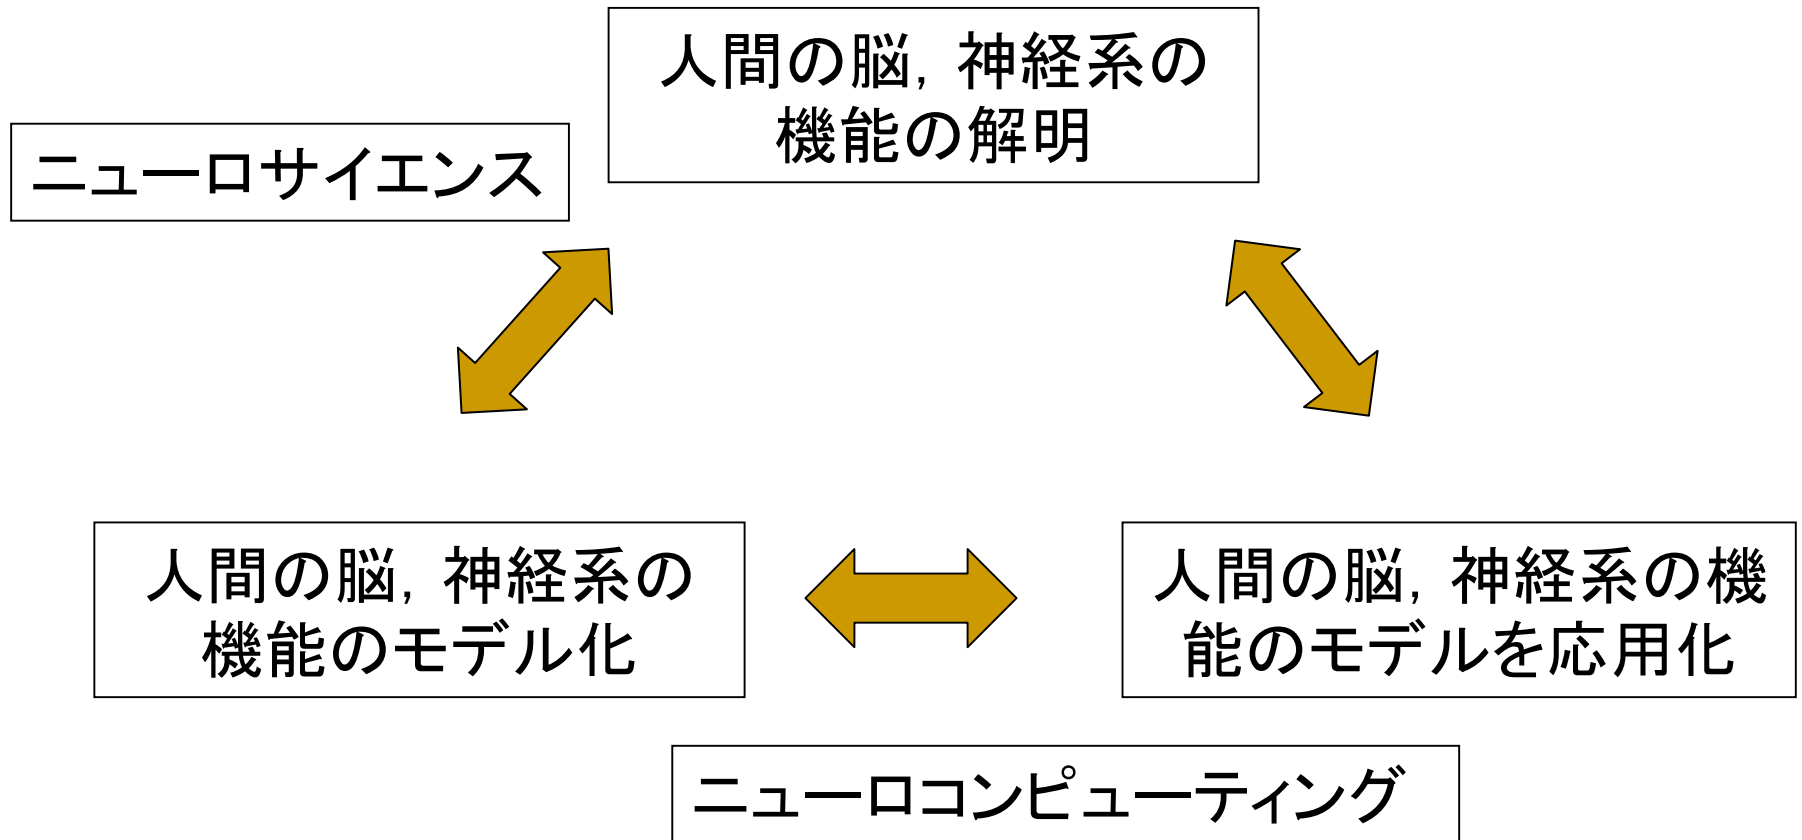 人間の脳，神経系の
機能の解明
ニューロサイエンス
人間の脳，神経系の
機能のモデル化
人間の脳，神経系の機
能のモデルを応用化
ニューロコンピューティング